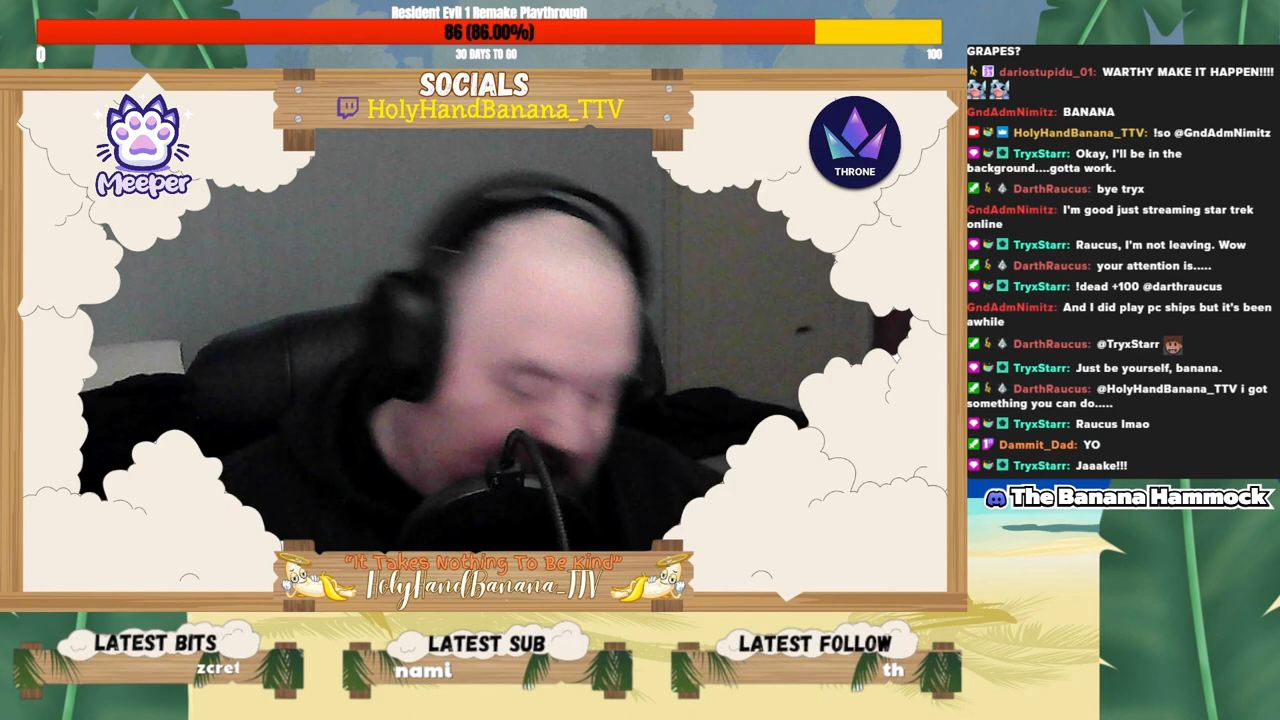 Resident Evil 1 Remake Playthrough
86 (86.00%)
0
30 DAYS TO GO
100
SOCIALS
HolyHandBanana_TTV
Meeper
THRONE
GRAPES?
dariostupidu_01: WARTHY MAKE IT HAPPEN!!!!
GndAdmNimitz: BANANA
HolyHandBanana_TTV: !so @GndAdmNimitz
TryxStarr: Okay, I'll be in the
background....gotta work.
DarthRaucus: bye tryx
GndAdmNimitz: I'm good just streaming star trek
online
TryxStarr: Raucus, I'm not leaving. Wow
DarthRaucus: your attention is.....
TryxStarr: !dead +100 @darthraucus
GndAdmNimitz: And I did play pc ships but it's been
awhile
DarthRaucus: @TryxStarr
TryxStarr: Just be yourself, banana.
DarthRaucus: @HolyHandBanana_TTV i got
something you can do.....
TryxStarr: Raucus lmao
Dammit_Dad: YO
TryxStarr: Jaaake!!!
The Banana Hammock
"It Takes Nothing To Be Kind"
HolyHandBanana_TTV
LATEST BITS
zcret
LATEST SUB
nami
LATEST FOLLOW
th